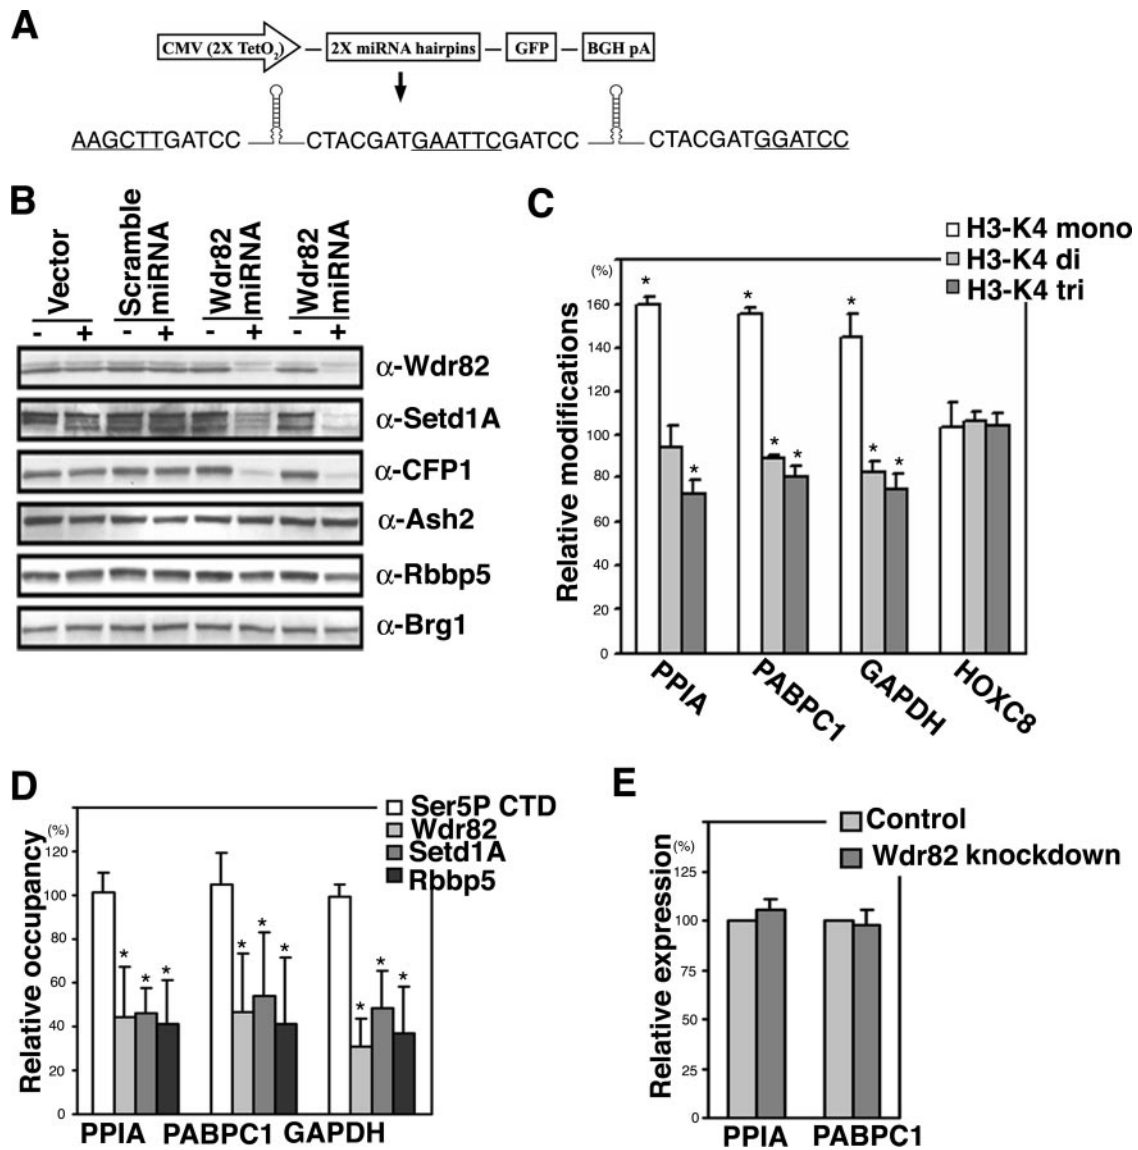 A
CMV (2X TetO2)
2X miRNA hairpins
GFP
BGH pA
AAGCTTGATCC
CTACGATGAATTCGATCC
CTACGATGGATCC
B
Vector
Scramble
miRNA
Wdr82
miRNA
Wdr82
miRNA
- + - + - + - +
α-Wdr82
α-Setd1A
α-CFP1
α-Ash2
α-Rbbp5
α-Brg1
C
H3-K4 mono
H3-K4 di
H3-K4 tri
Relative modifications
(%)
160
140
120
100
80
60
40
20
0
* * * * * * * *
PPIA PABPC1 GAPDH HOXC8
D
Ser5P CTD
Wdr82
Setd1A
Rbbp5
Relative occupancy
(%)
120
100
80
60
40
20
0
* * * * * * * * *
PPIA PABPC1 GAPDH
E
Control
Wdr82 knockdown
Relative expression
(%)
125
100
75
50
25
0
PPIA PABPC1